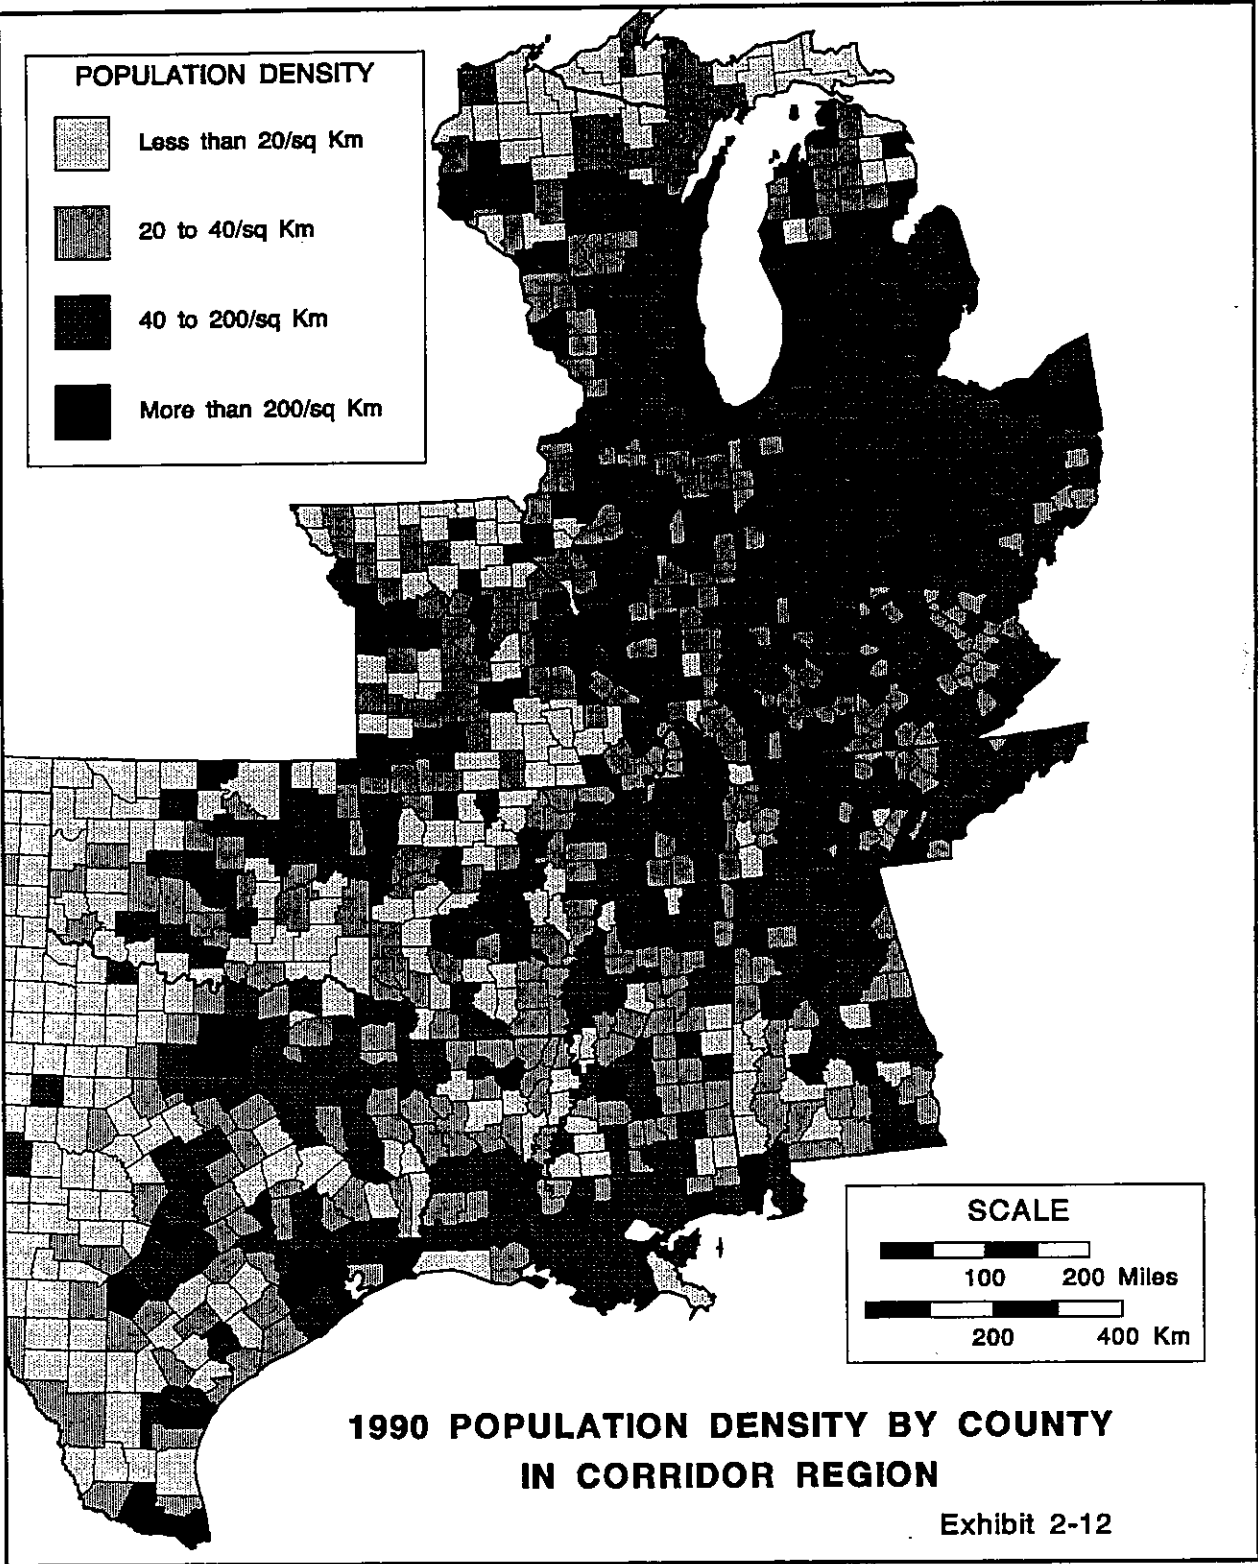 POPULATION DENSITY
Less than 20/sq Km
20 to 40/sq Km
40 to 200/sq Km
More than 200/sq Km
SCALE
100 200 Miles
200 400 Km
1990 POPULATION DENSITY BY COUNTY
IN CORRIDOR REGION
Exhibit 2-12